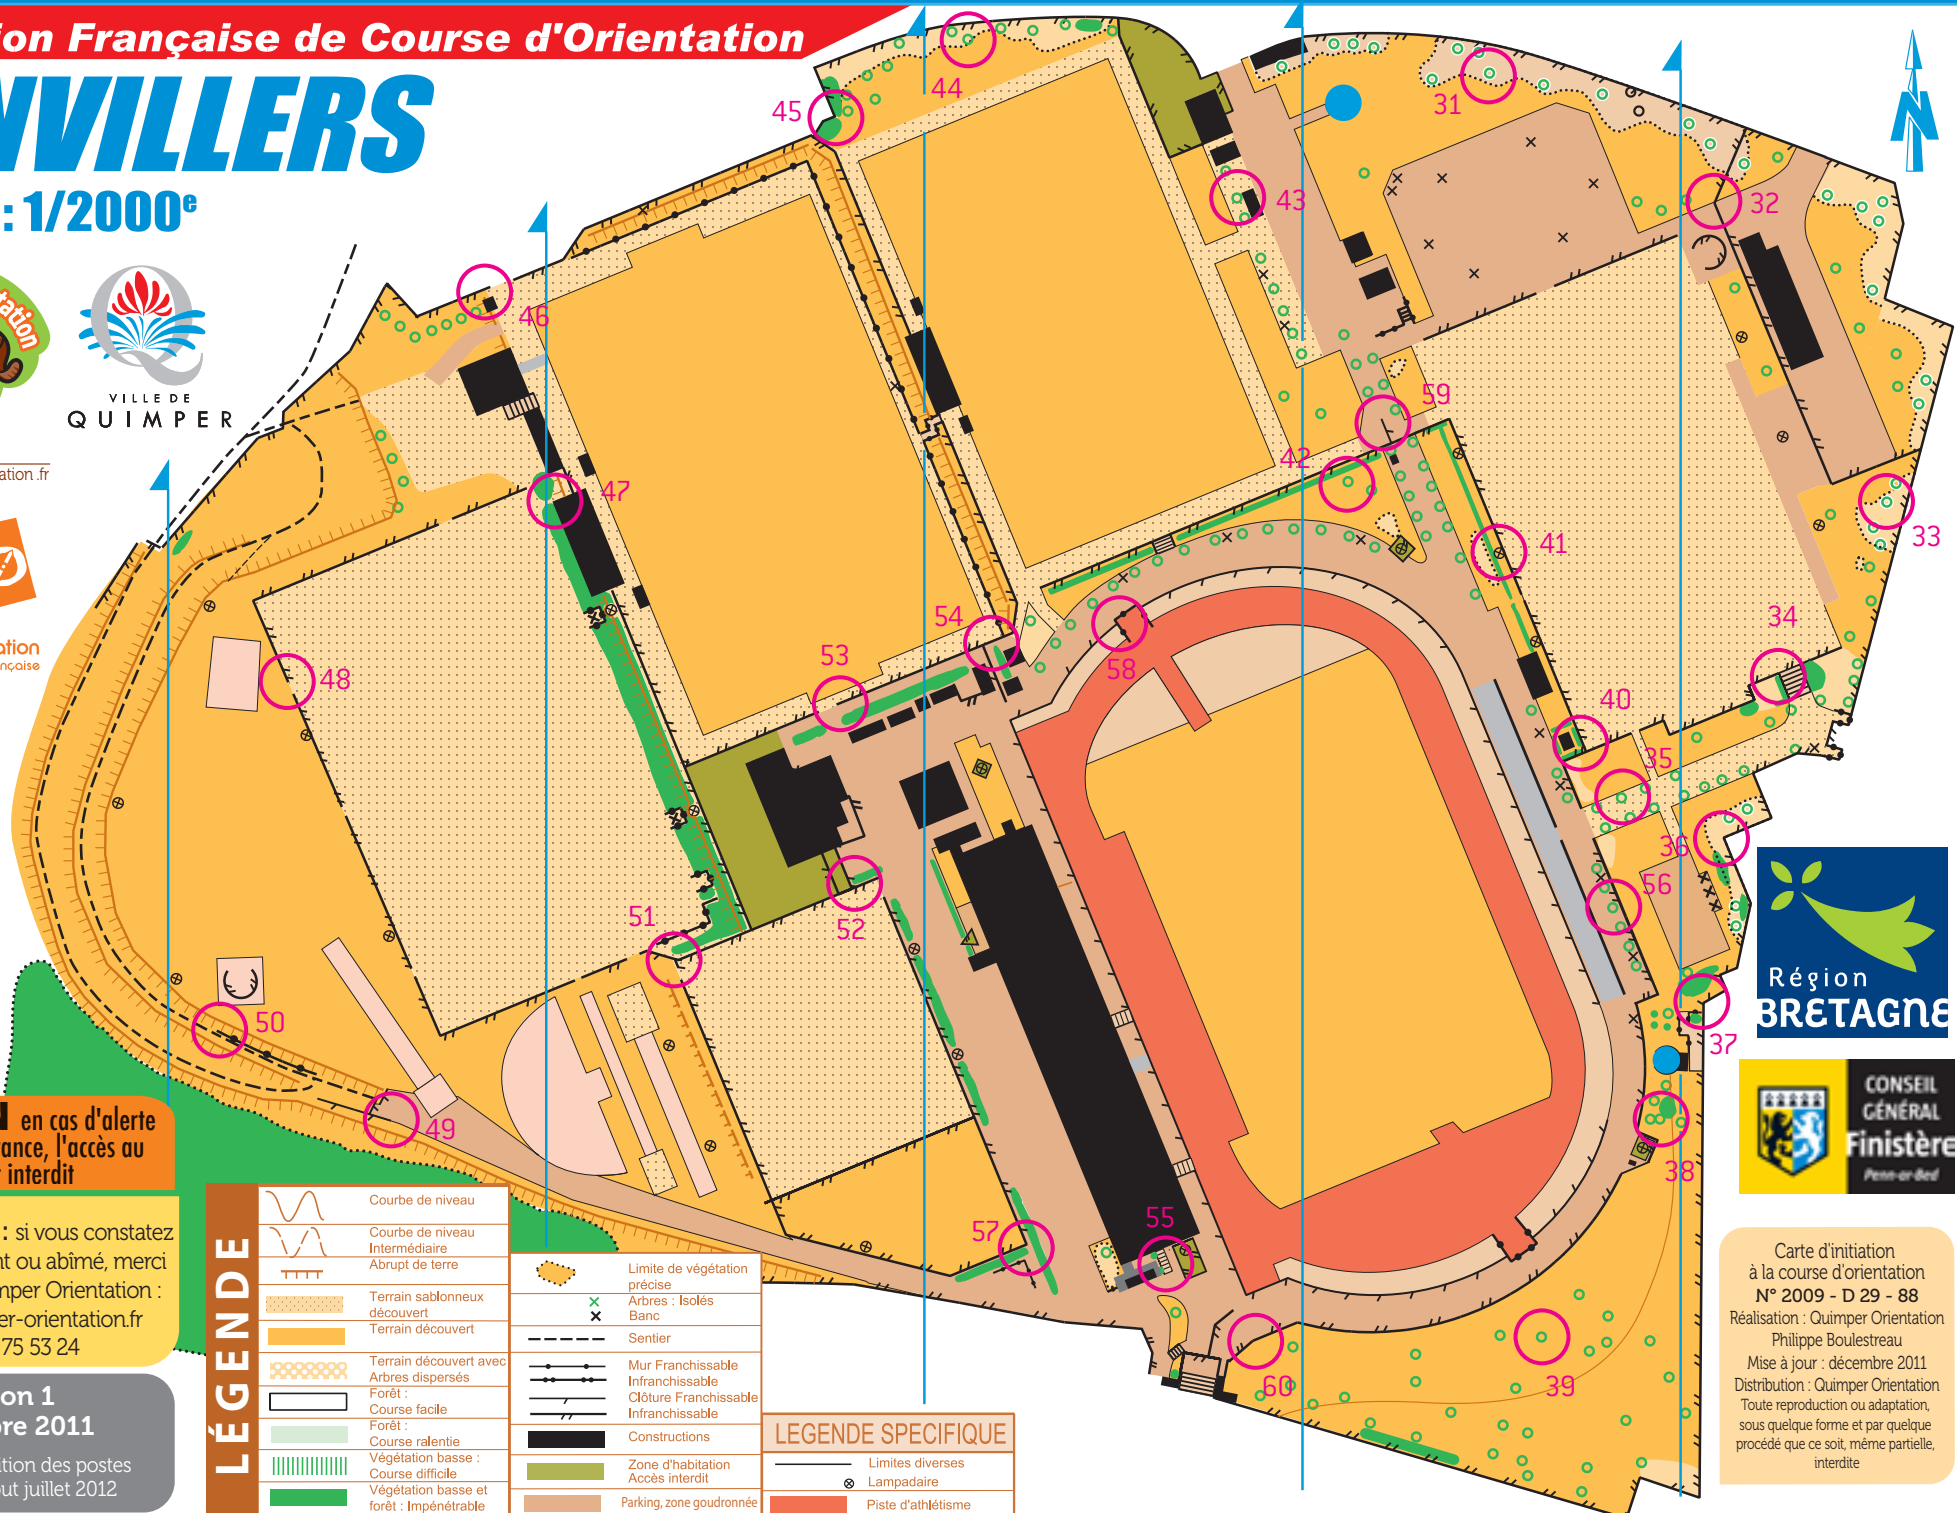 ion Française de Course d'Orientation
NVILLERS
: 1/2000e
VILLE DE
QUIMPER
ation.fr
44
45
31
43
32
46
59
42
47
41
33
54
34
53
48
58
40
35
36
56
51
52
50
37
49
38
57
55
60
39
N
Région
BRETAGNE
CONSEIL
GÉNÉRAL
Finistère
Penn-ar-Bed
en cas d'alerte
rance, l'accès au
interdit
: si vous constatez
nt ou abîmé, merci
mper Orientation :
er-orientation.fr
75 53 24
on 1
bre 2011
tion des postes
out juillet 2012
LÉGENDE
Courbe de niveau
Courbe de niveau
Intermédiaire
Abrupt de terre
Terrain sablonneux
découvert
Terrain découvert
Terrain découvert avec
Arbres dispersés
Forêt :
Course facile
Forêt :
Course ralentie
Végétation basse :
Course difficile
Végétation basse et
forêt : Impénétrable
Limite de végétation
précise
Arbres : Isolés
Banc
Sentier
Mur Franchissable
Infranchissable
Clôture Franchissable
Infranchissable
Constructions
Zone d'habitation
Accès interdit
Parking, zone goudronnée
LEGENDE SPECIFIQUE
Limites diverses
Lampadaire
Piste d'athlétisme
Carte d'initiation
à la course d'orientation
N° 2009 - D 29 - 88
Réalisation : Quimper Orientation
Philippe Boulestreau
Mise à jour : décembre 2011
Distribution : Quimper Orientation
Toute reproduction ou adaptation,
sous quelque forme et par quelque
procédé que ce soit, même partielle,
interdite